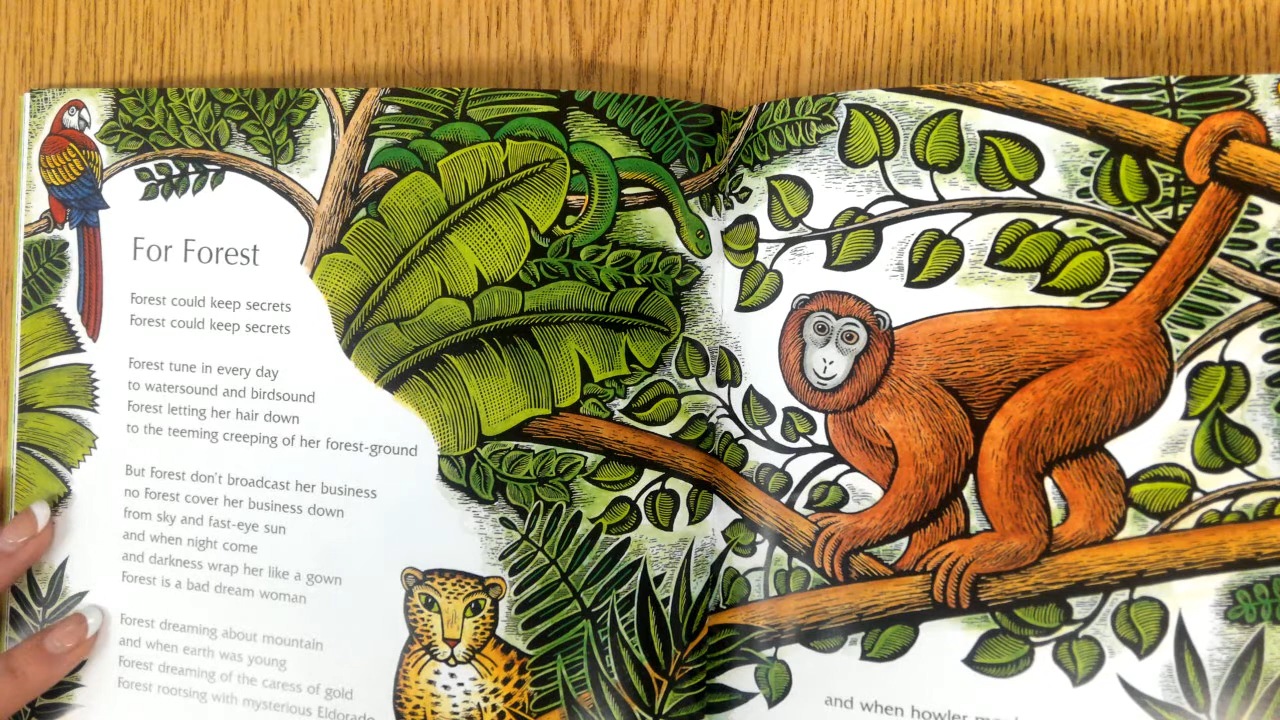 For Forest
Forest could keep secrets
Forest could keep secrets
Forest tune in every day
to watersound and birdsound
Forest letting her hair down
to the teeming creeping of her forest-ground
But Forest don't broadcast her business
no Forest cover her business down
from sky and fast-eye sun
and when night come
and darkness wrap her like a gown
Forest is a bad dream woman
Forest dreaming about mountain
and when earth was young
Forest dreaming of the caress of gold
Forest rootsing with mysterious Eldorado
and when howler